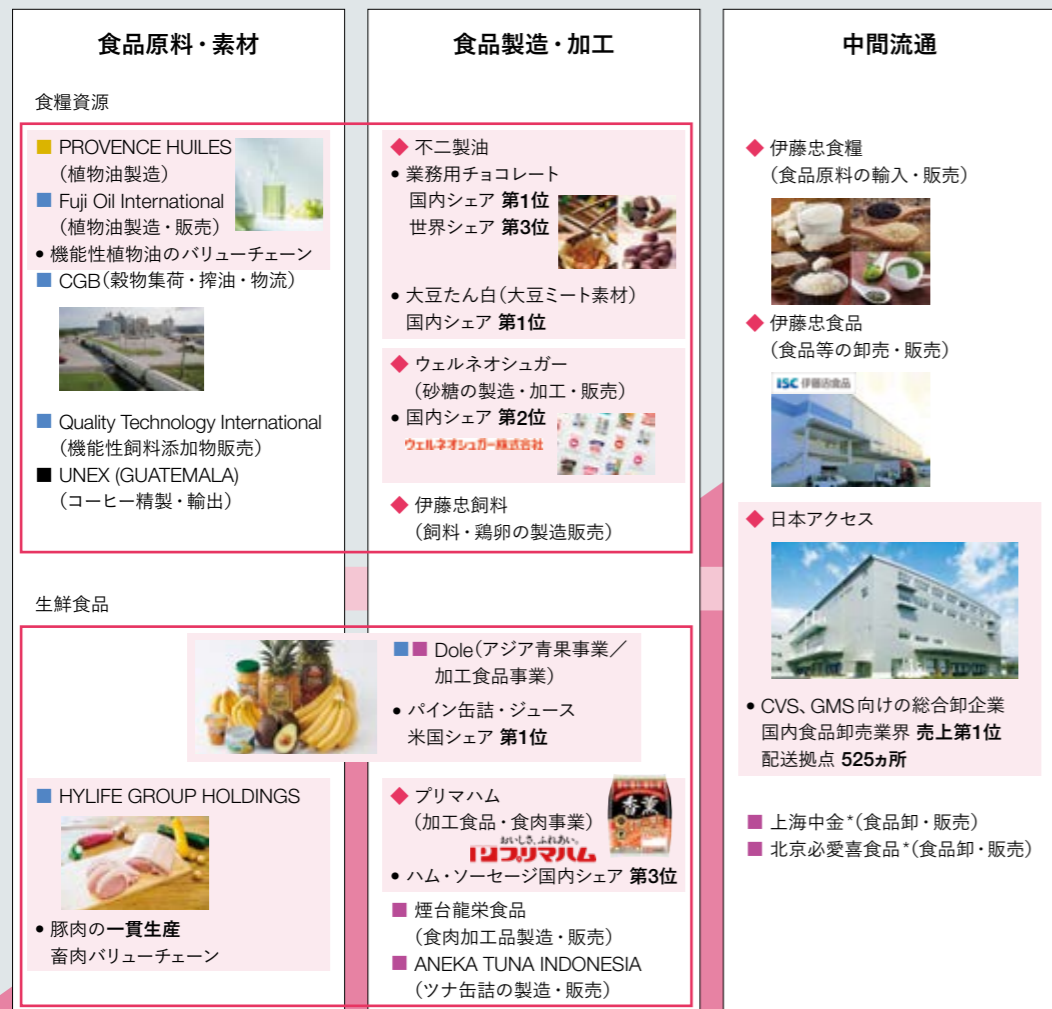 食品原料・素材
食糧資源
■ PROVENCE HUILES
(植物油製造)
■ Fuji Oil International
(植物油製造・販売)
• 機能性植物油のバリューチェーン
■ CGB(穀物集荷・搾油・物流)
■ Quality Technology International
(機能性飼料添加物販売)
■ UNEX (GUATEMALA)
(コーヒー精製・輸出)
食品製造・加工
◆ 不二製油
• 業務用チョコレート
国内シェア 第1位
世界シェア 第3位
• 大豆たん白(大豆ミート素材)
国内シェア 第1位
◆ ウェルネオシュガー
(砂糖の製造・加工・販売)
• 国内シェア 第2位
ウェルネオシュガー株式会社
◆ 伊藤忠飼料
(飼料・鶏卵の製造販売)
生鮮食品
■■ Dole(アジア青果事業/
加工食品事業)
• パイン缶詰・ジュース
米国シェア 第1位
■ HYLIFE GROUP HOLDINGS
• 豚肉の一貫生産
畜肉バリューチェーン
◆ プリマハム
(加工食品・食肉事業)
香薫
おいしさ、ふれあい。
プリマハム
• ハム・ソーセージ国内シェア 第3位
■ 煙台龍栄食品
(食肉加工品製造・販売)
■ ANEKA TUNA INDONESIA
(ツナ缶詰の製造・販売)
中間流通
◆ 伊藤忠食糧
(食品原料の輸入・販売)
◆ 伊藤忠食品
(食品等の卸売・販売)
ISC 伊藤忠食品
◆ 日本アクセス
• CVS、GMS向けの総合卸企業
国内食品卸売業界 売上第1位
配送拠点 525ヵ所
■ 上海中金*(食品卸・販売)
■ 北京必愛喜食品*(食品卸・販売)